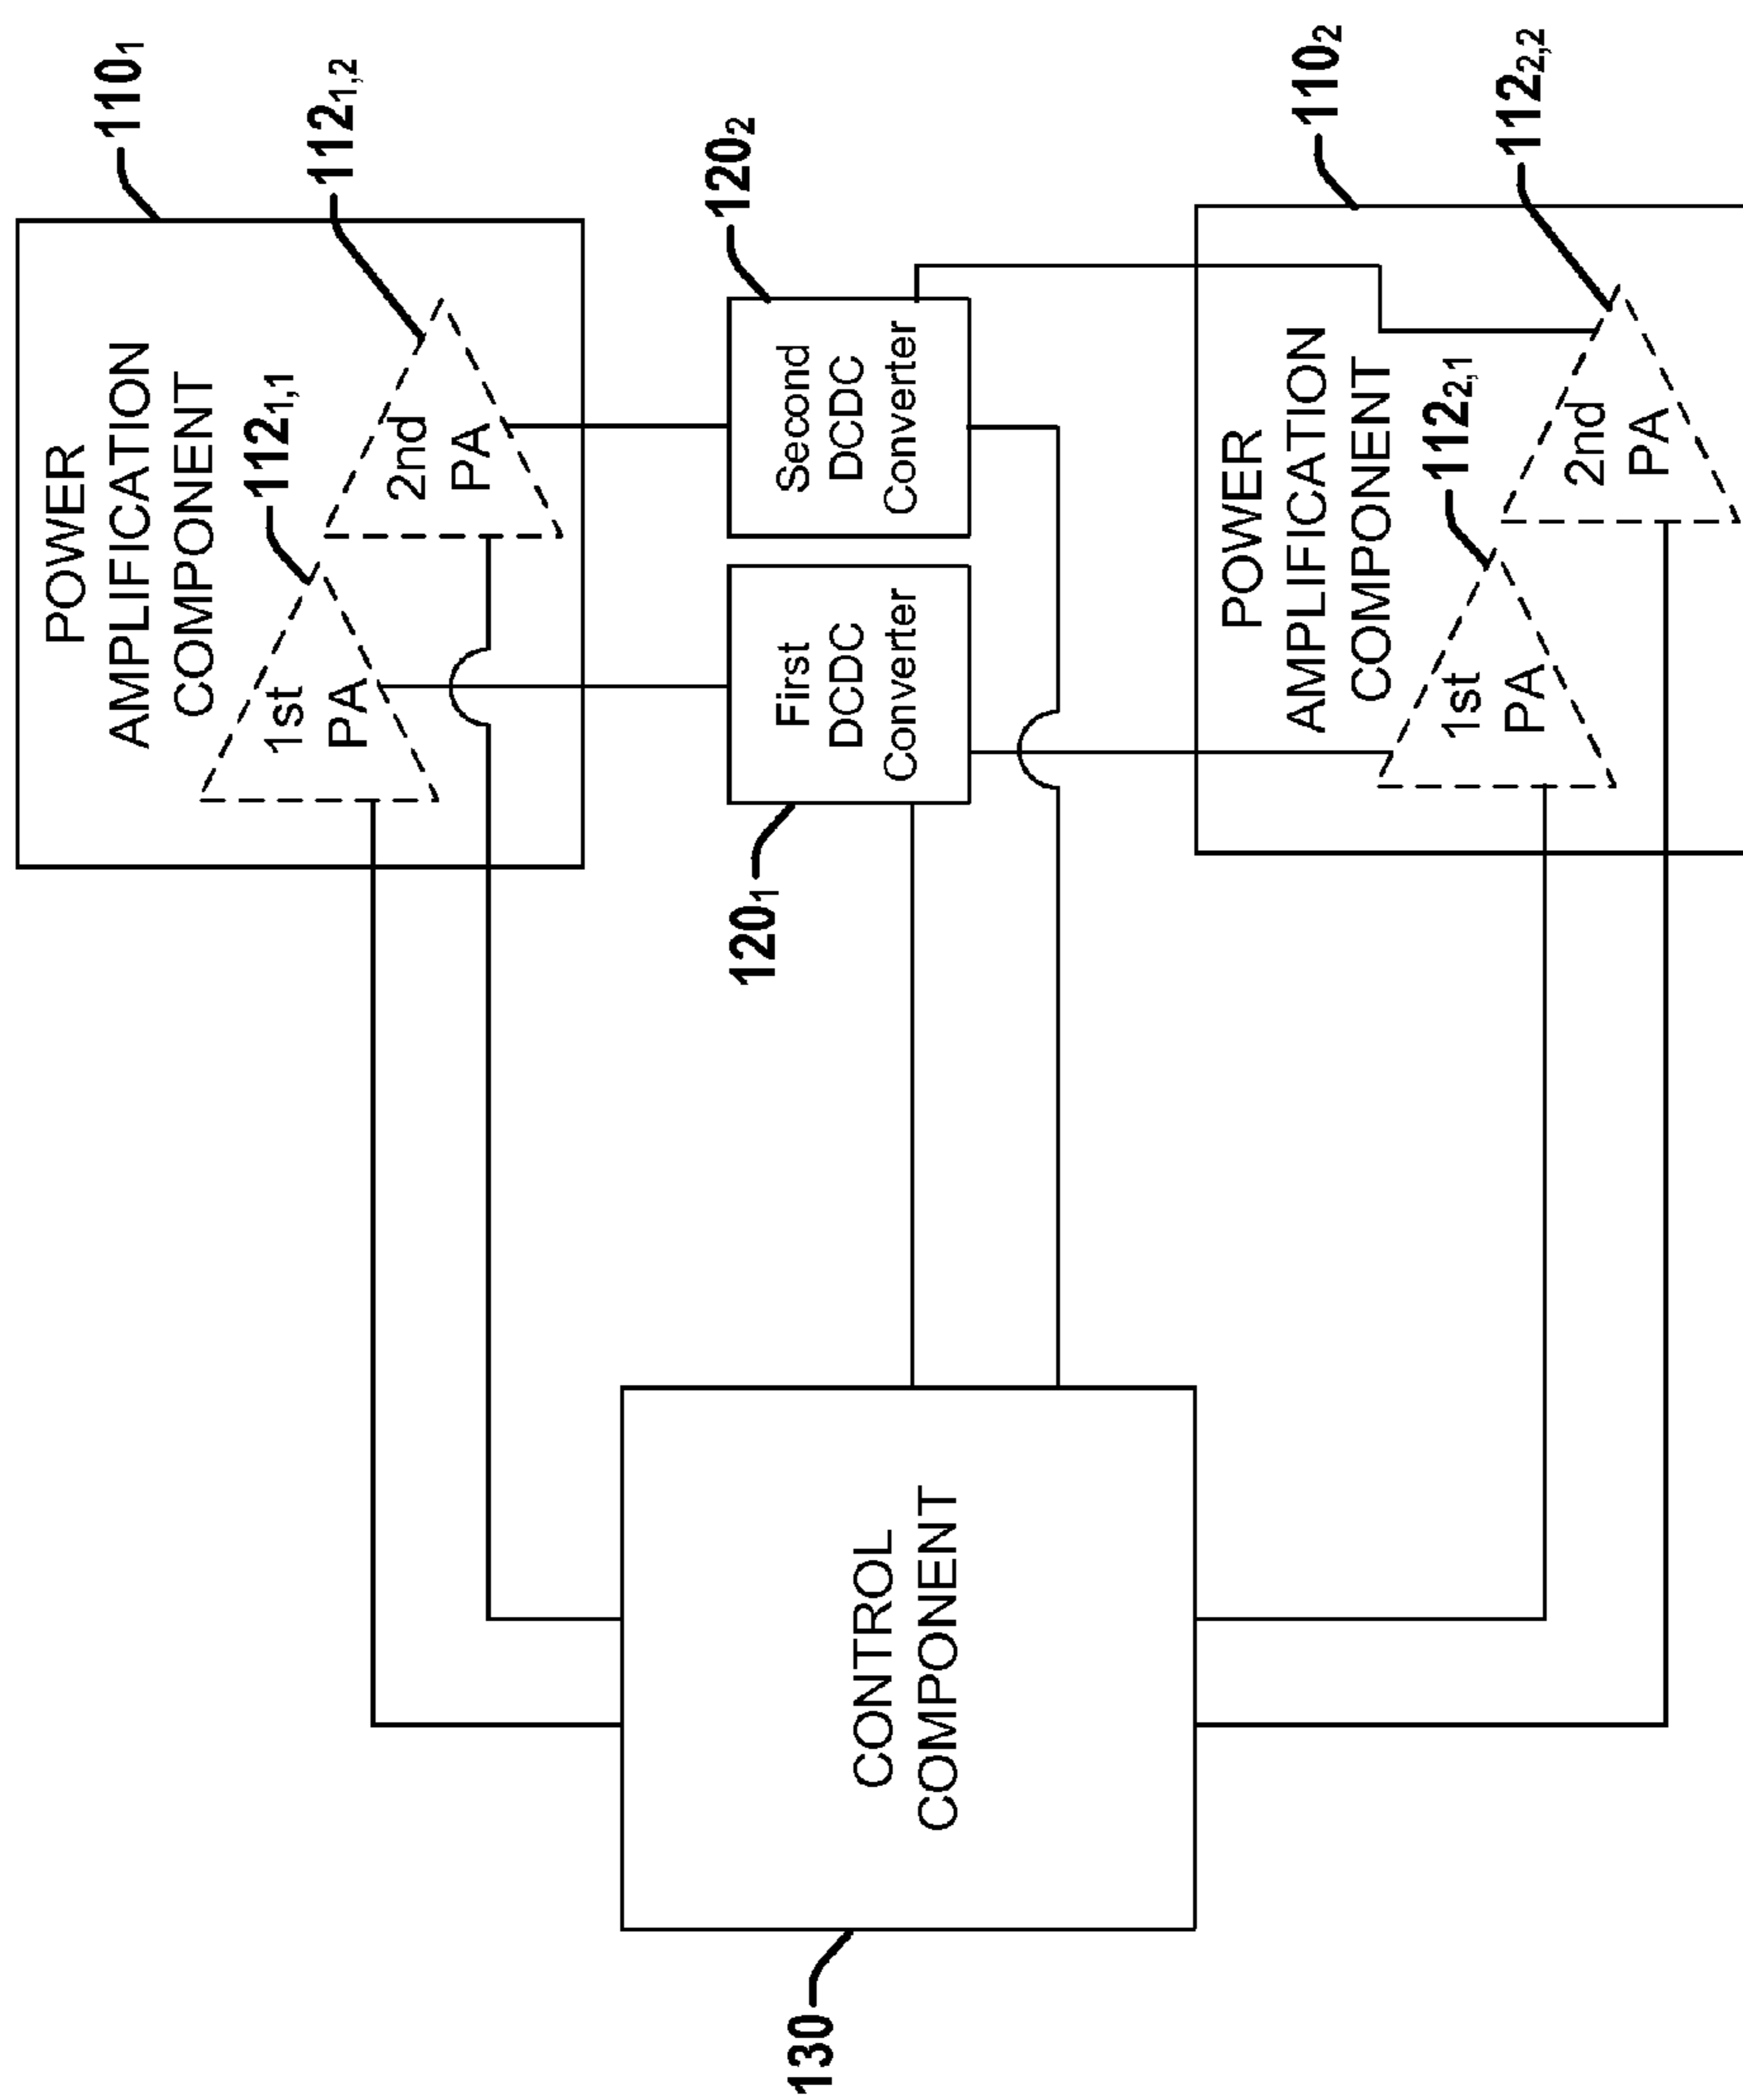 110₁
POWER
AMPLIFICATION
COMPONENT
112₁,₁
112₁,₂
1st
PA
2nd
PA
120₁
First
DCDC
Converter
120₂
Second
DCDC
Converter
130
CONTROL
COMPONENT
110₂
POWER
AMPLIFICATION
COMPONENT
112₂,₁
112₂,₂
1st
PA
2nd
PA